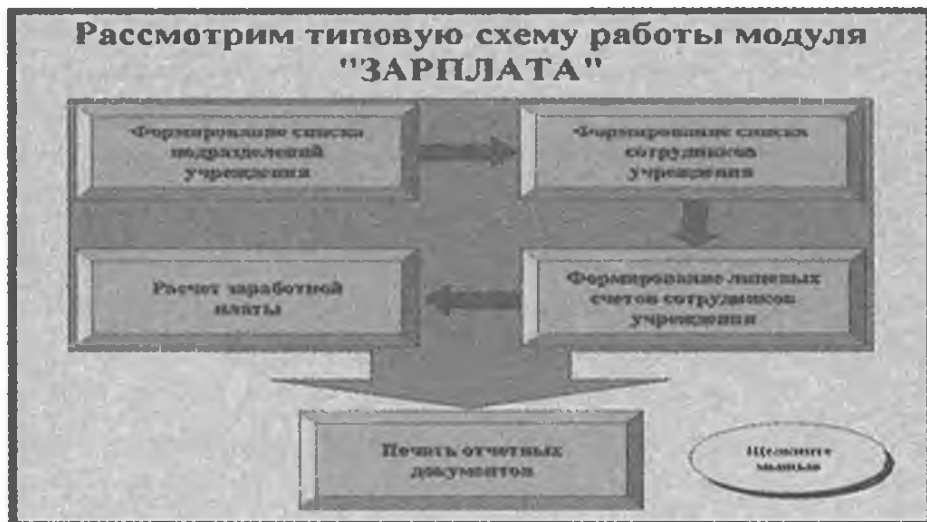 Рассмотрим типовую схему работы модуля
"ЗАРПЛАТА"
Формирование списка
подразделений
учреждения
Формирование списка
сотрудников
учреждения
Расчет заработной
платы
Формирование лицевых
счетов сотрудников
учреждения
Печать отчетных
документов
Щелкните
мышью